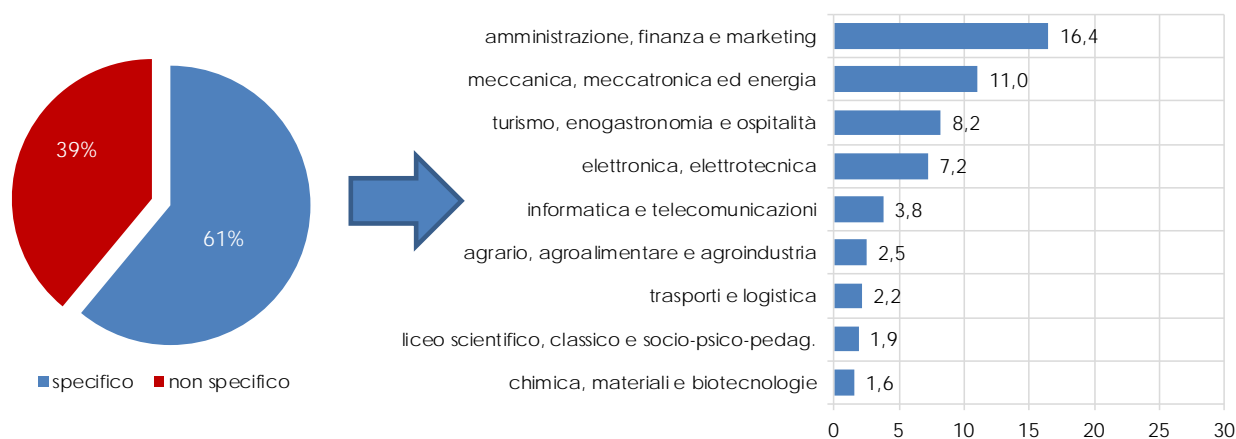 39%
61%
specifico
non specifico
amministrazione, finanza e marketing
16,4
meccanica, meccatronica ed energia
11,0
turismo, enogastronomia e ospitalità
8,2
elettronica, elettrotecnica
7,2
informatica e telecomunicazioni
3,8
agrario, agroalimentare e agroindustria
2,5
trasporti e logistica
2,2
liceo scientifico, classico e socio-psico-pedag.
1,9
chimica, materiali e biotecnologie
1,6
0 5 10 15 20 25 30